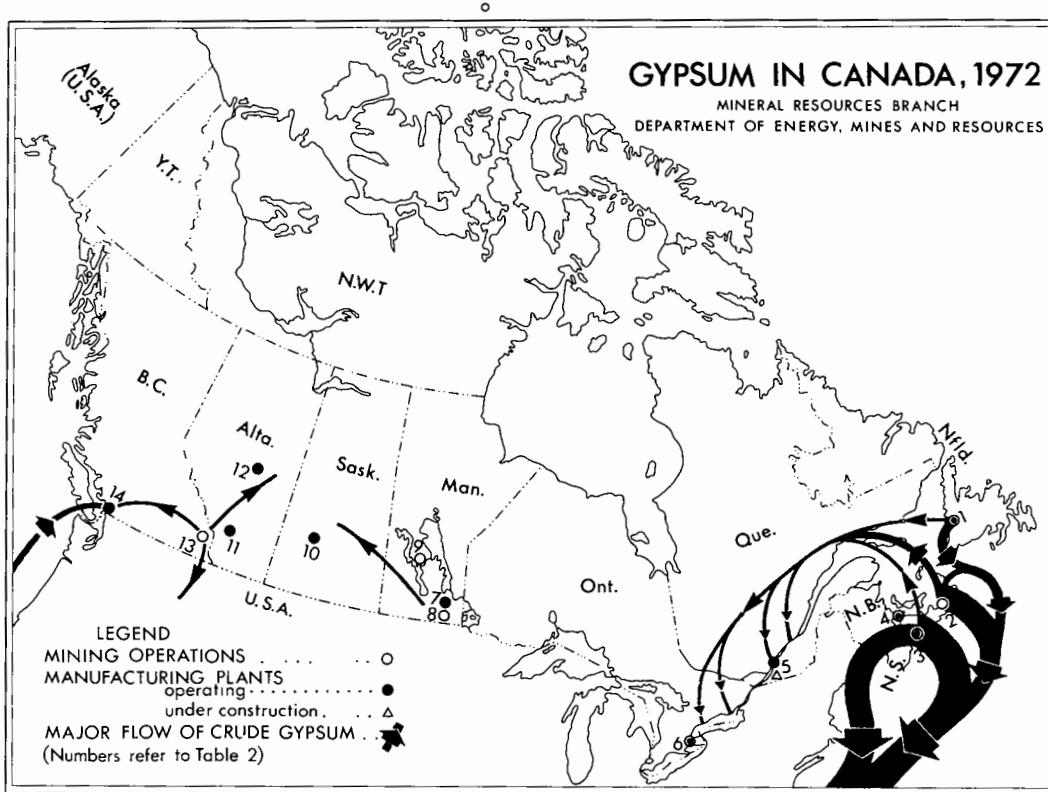 GYPSUM IN CANADA, 1972
MINERAL RESOURCES BRANCH
DEPARTMENT OF ENERGY, MINES AND RESOURCES
Alaska
(U.S.A.)
Y.T.
N.W.T
B.C.
Alta.
Sask.
Man.
Ont.
Que.
Nfld.
N.B.
N.S.
U.S.A.
14
13
12
11
10
9
7
8
6
5
4
3
2
1
LEGEND
MINING OPERATIONS . . . . . . .
MANUFACTURING PLANTS
operating . . . . . . . . . . . . . . . .
under construction . . . .
MAJOR FLOW OF CRUDE GYPSUM . .
(Numbers refer to Table 2)